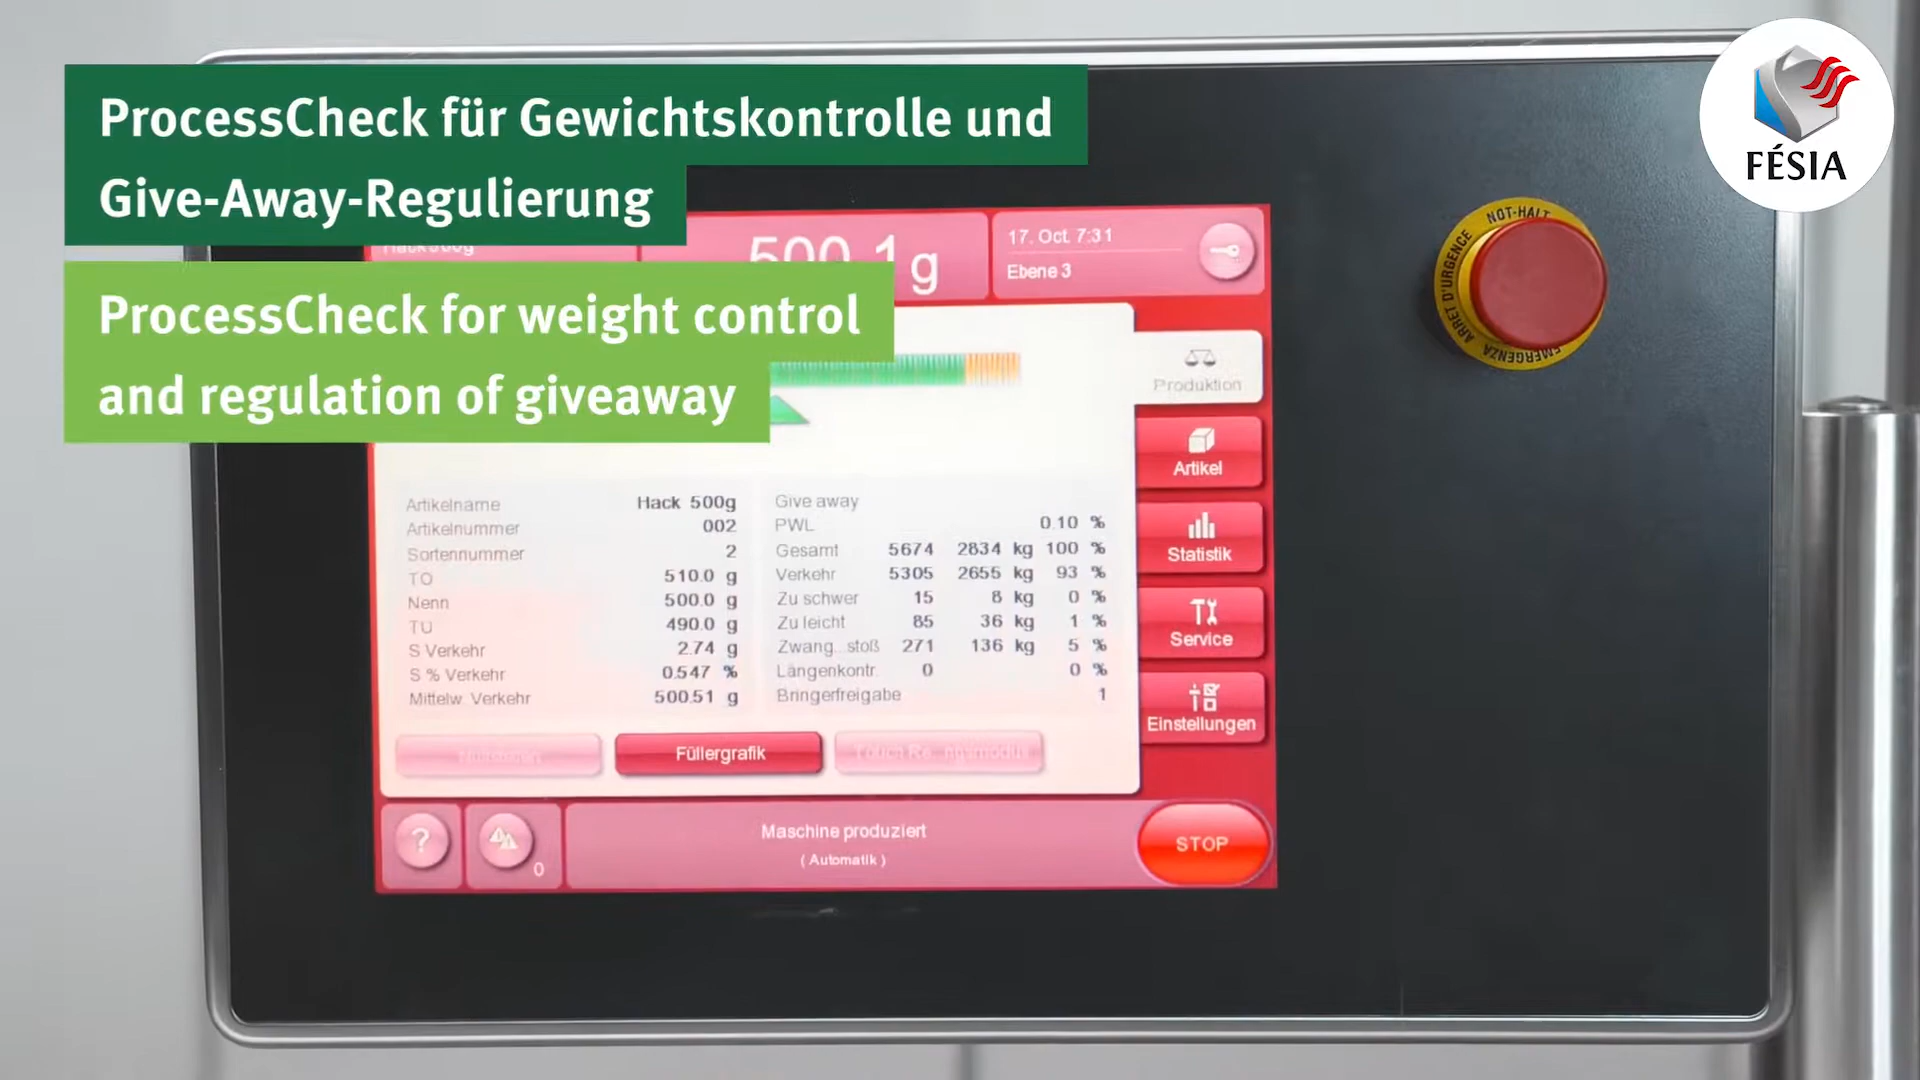 ProcessCheck für Gewichtskontrolle und
Give-Away-Regulierung
ProcessCheck for weight control
and regulation of giveaway
FÉSIA
NOT-HALT
ARRET D'URGENCE
EMERGENZA
Hack 500g
500.1 g
17. Oct. 7:31
Ebene 3
Produktion
Artikel
Statistik
Service
Einstellungen
Artikelname Hack 500g
Artikelnummer 002
Sortennummer 2
TO 510.0 g
Nenn 500.0 g
TU 490.0 g
S Verkehr 2.74 g
S % Verkehr 0.547 %
Mittelw. Verkehr 500.51 g
Give away
PWL 0.10 %
Gesamt 5674 2834 kg 100 %
Verkehr 5305 2655 kg 93 %
Zu schwer 15 8 kg 0 %
Zu leicht 85 36 kg 1 %
Zwang...stoß 271 136 kg 5 %
Längenkontr. 0 0 %
Bringerfreigabe 1
Füllergrafik
?
0
Maschine produziert
( Automatik )
STOP